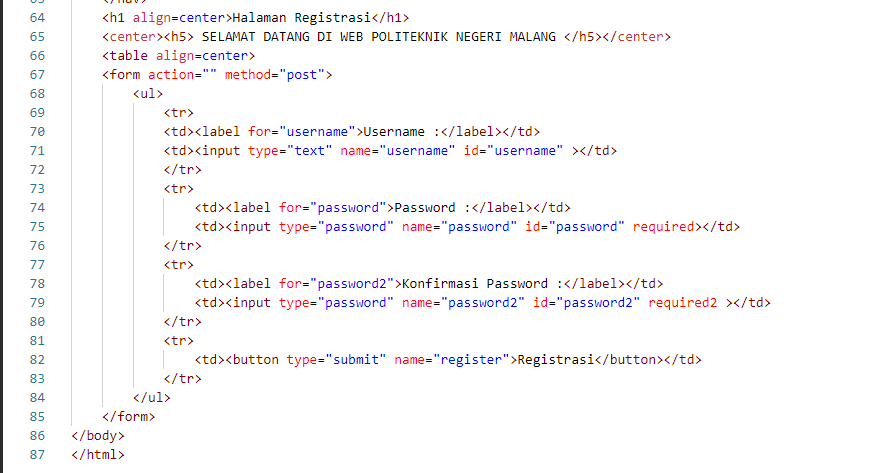 63 </nav>
64 <h1 align=center>Halaman Registrasi</h1>
65 <center><h5> SELAMAT DATANG DI WEB POLITEKNIK NEGERI MALANG </h5></center>
66 <table align=center>
67 <form action="" method="post">
68 <ul>
69 <tr>
70 <td><label for="username">Username :</label></td>
71 <td><input type="text" name="username" id="username" ></td>
72 </tr>
73 <tr>
74 <td><label for="password">Password :</label></td>
75 <td><input type="password" name="password" id="password" required></td>
76 </tr>
77 <tr>
78 <td><label for="password2">Konfirmasi Password :</label></td>
79 <td><input type="password" name="password2" id="password2" required2 ></td>
80 </tr>
81 <tr>
82 <td><button type="submit" name="register">Registrasi</button></td>
83 </tr>
84 </ul>
85 </form>
86 </body>
87 </html>